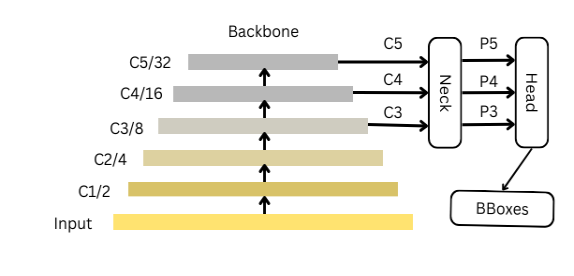 Backbone
C5/32
C5
P5
C4/16
C4
P4
C3/8
C3
P3
Neck
Head
C2/4
C1/2
BBoxes
Input